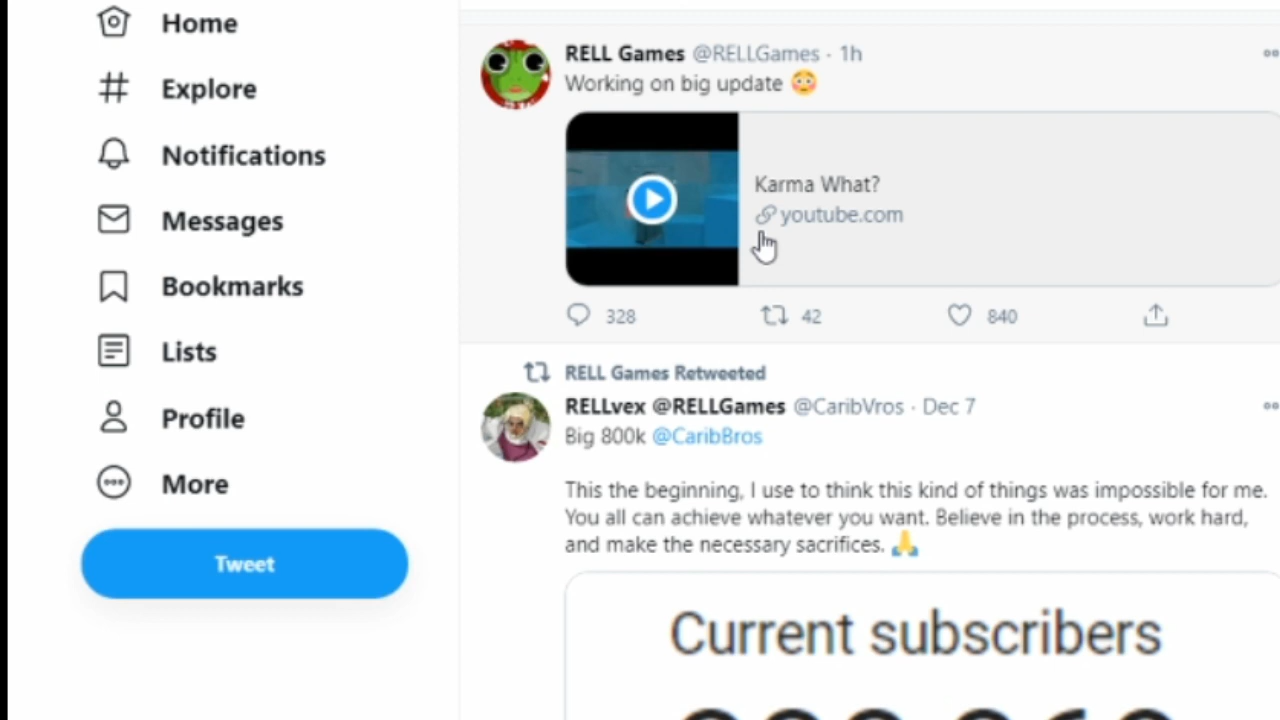 Home
Explore
Notifications
Messages
Bookmarks
Lists
Profile
More
Tweet
RELL Games @RELLGames · 1h
Working on big update 😳
Karma What?
youtube.com
328 42 840
RELL Games Retweeted
RELLvex @RELLGames @CaribVros · Dec 7
Big 800k @CaribBros
This the beginning, I use to think this kind of things was impossible for me.
You all can achieve whatever you want. Believe in the process, work hard,
and make the necessary sacrifices. 🙏
Current subscribers